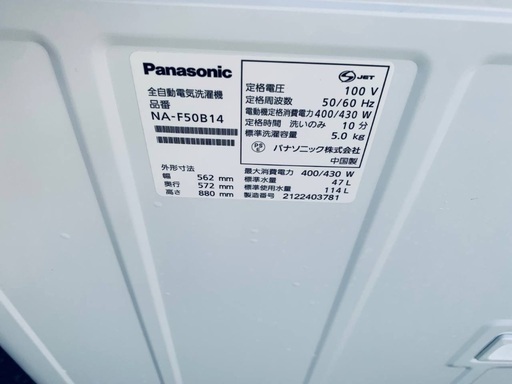 Panasonic
全自動電気洗濯機
品番
NA-F50B14
外形寸法
幅 562 mm
奥行 572 mm
高さ 880 mm
S JET
定格電圧 100 V
定格周波数 50/60 Hz
電動機定格消費電力 400/430 W
定格時間 洗いのみ 10 分
標準洗濯容量 5.0 kg
PS E パナソニック株式会社
中国製
最大消費電力 400/430 W
標準水量 47 L
標準使用水量 114 L
製造番号 2122403781